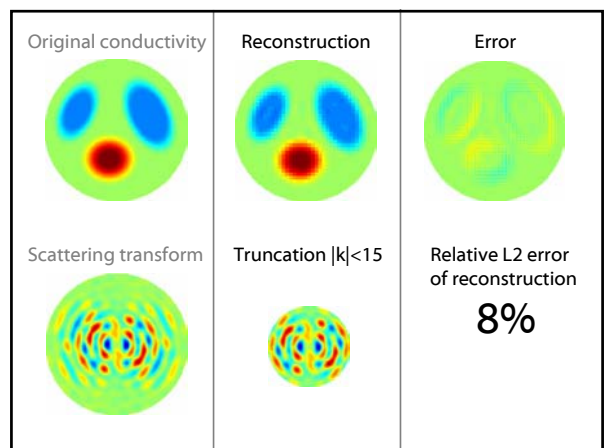 Original conductivity
Reconstruction
Error
Scattering transform
Truncation |k|<15
Relative L2 error
of reconstruction
8%